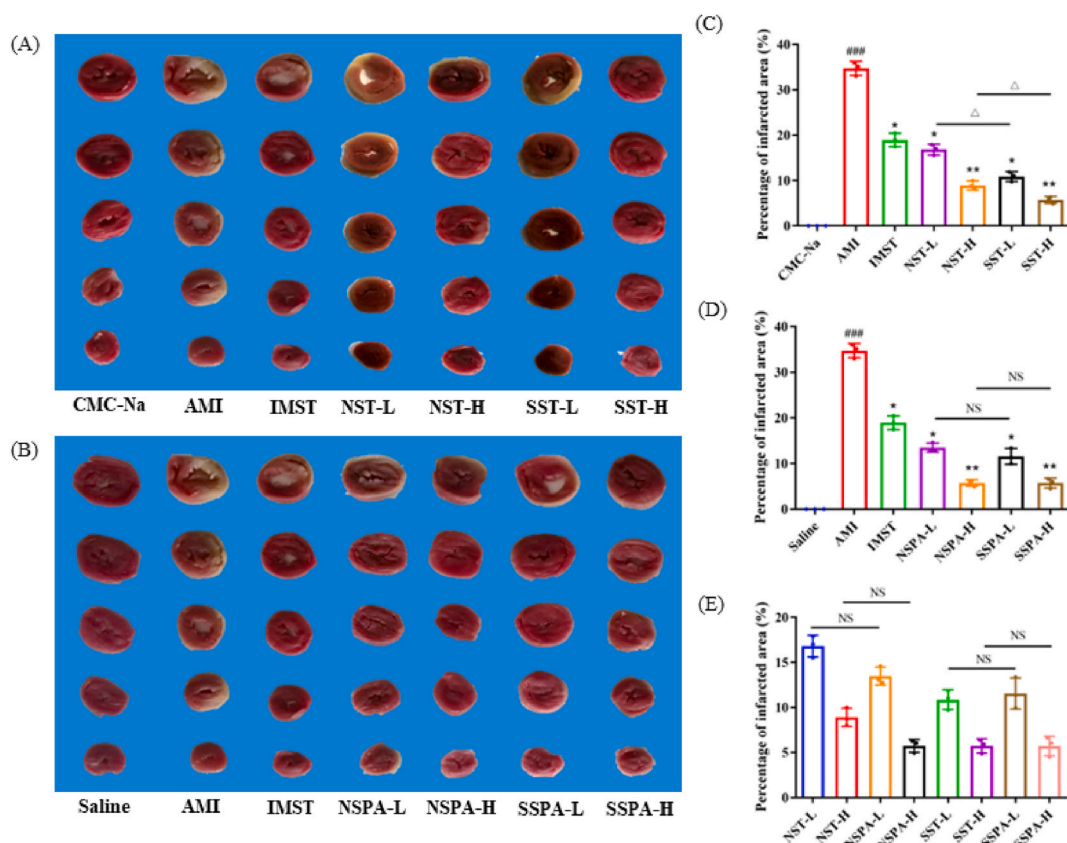 (A)
CMC-Na AMI IMST NST-L NST-H SST-L SST-H
(B)
Saline AMI IMST NSPA-L NSPA-H SSPA-L SSPA-H
(C)
Percentage of infarcted area (%)
40
30
20
10
0
###
*
*
**
*
**
△
△
CMC-Na
AMI
IMST
NST-L
NST-H
SST-L
SST-H
(D)
Percentage of infarcted area (%)
40
30
20
10
0
###
*
*
**
*
**
NS
NS
Saline
AMI
IMST
NSPA-L
NSPA-H
SSPA-L
SSPA-H
(E)
Percentage of infarcted area (%)
20
15
10
5
0
NS
NS
NS
NS
NST-L
NST-H
NSPA-L
NSPA-H
SST-L
SST-H
SSPA-L
SSPA-H